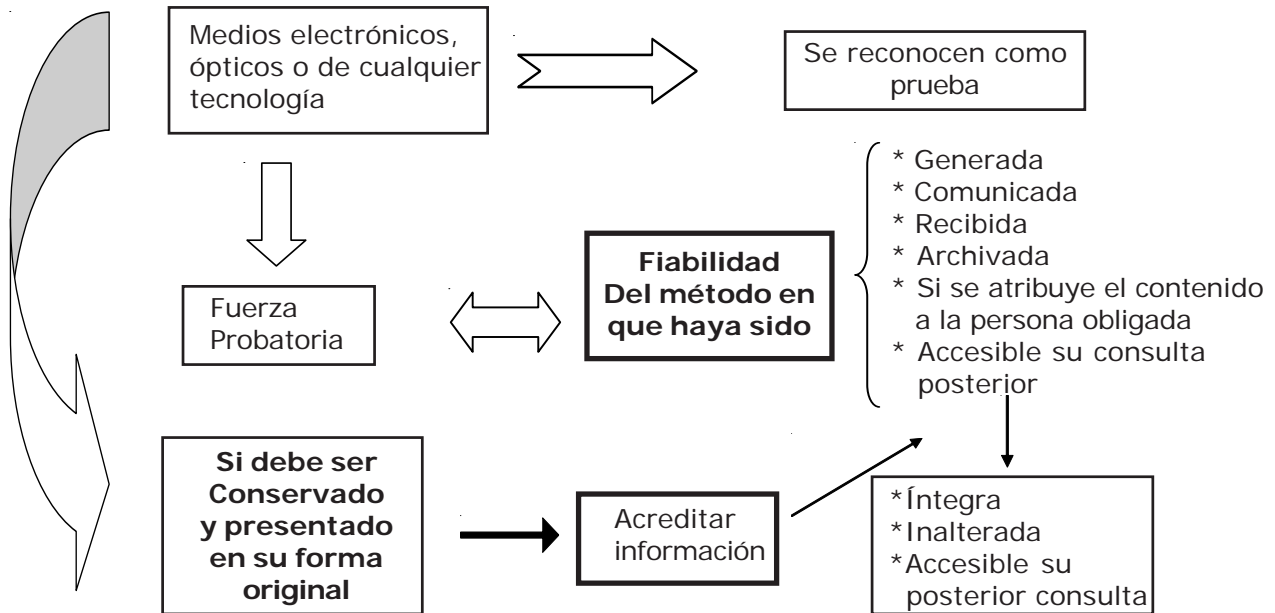 Medios electrónicos,
ópticos o de cualquier
tecnología
Se reconocen como
prueba
* Generada
* Comunicada
* Recibida
* Archivada
* Si se atribuye el contenido
a la persona obligada
* Accesible su consulta
posterior
Fiabilidad
Del método en
que haya sido
Fuerza
Probatoria
Si debe ser
Conservado
y presentado
en su forma
original
Acreditar
información
*Íntegra
*Inalterada
*Accesible su
posterior consulta